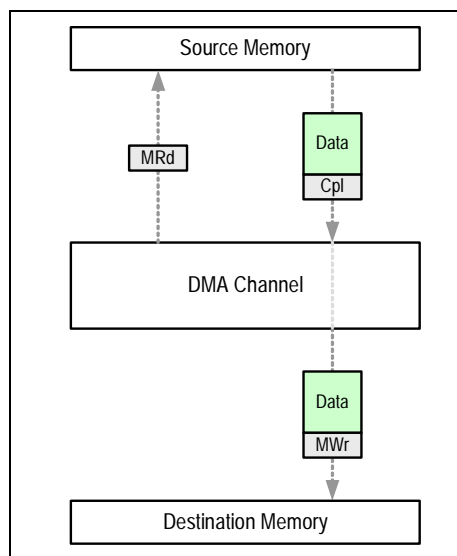 Source Memory
MRd
Data
Cpl
DMA Channel
Data
MWr
Destination Memory